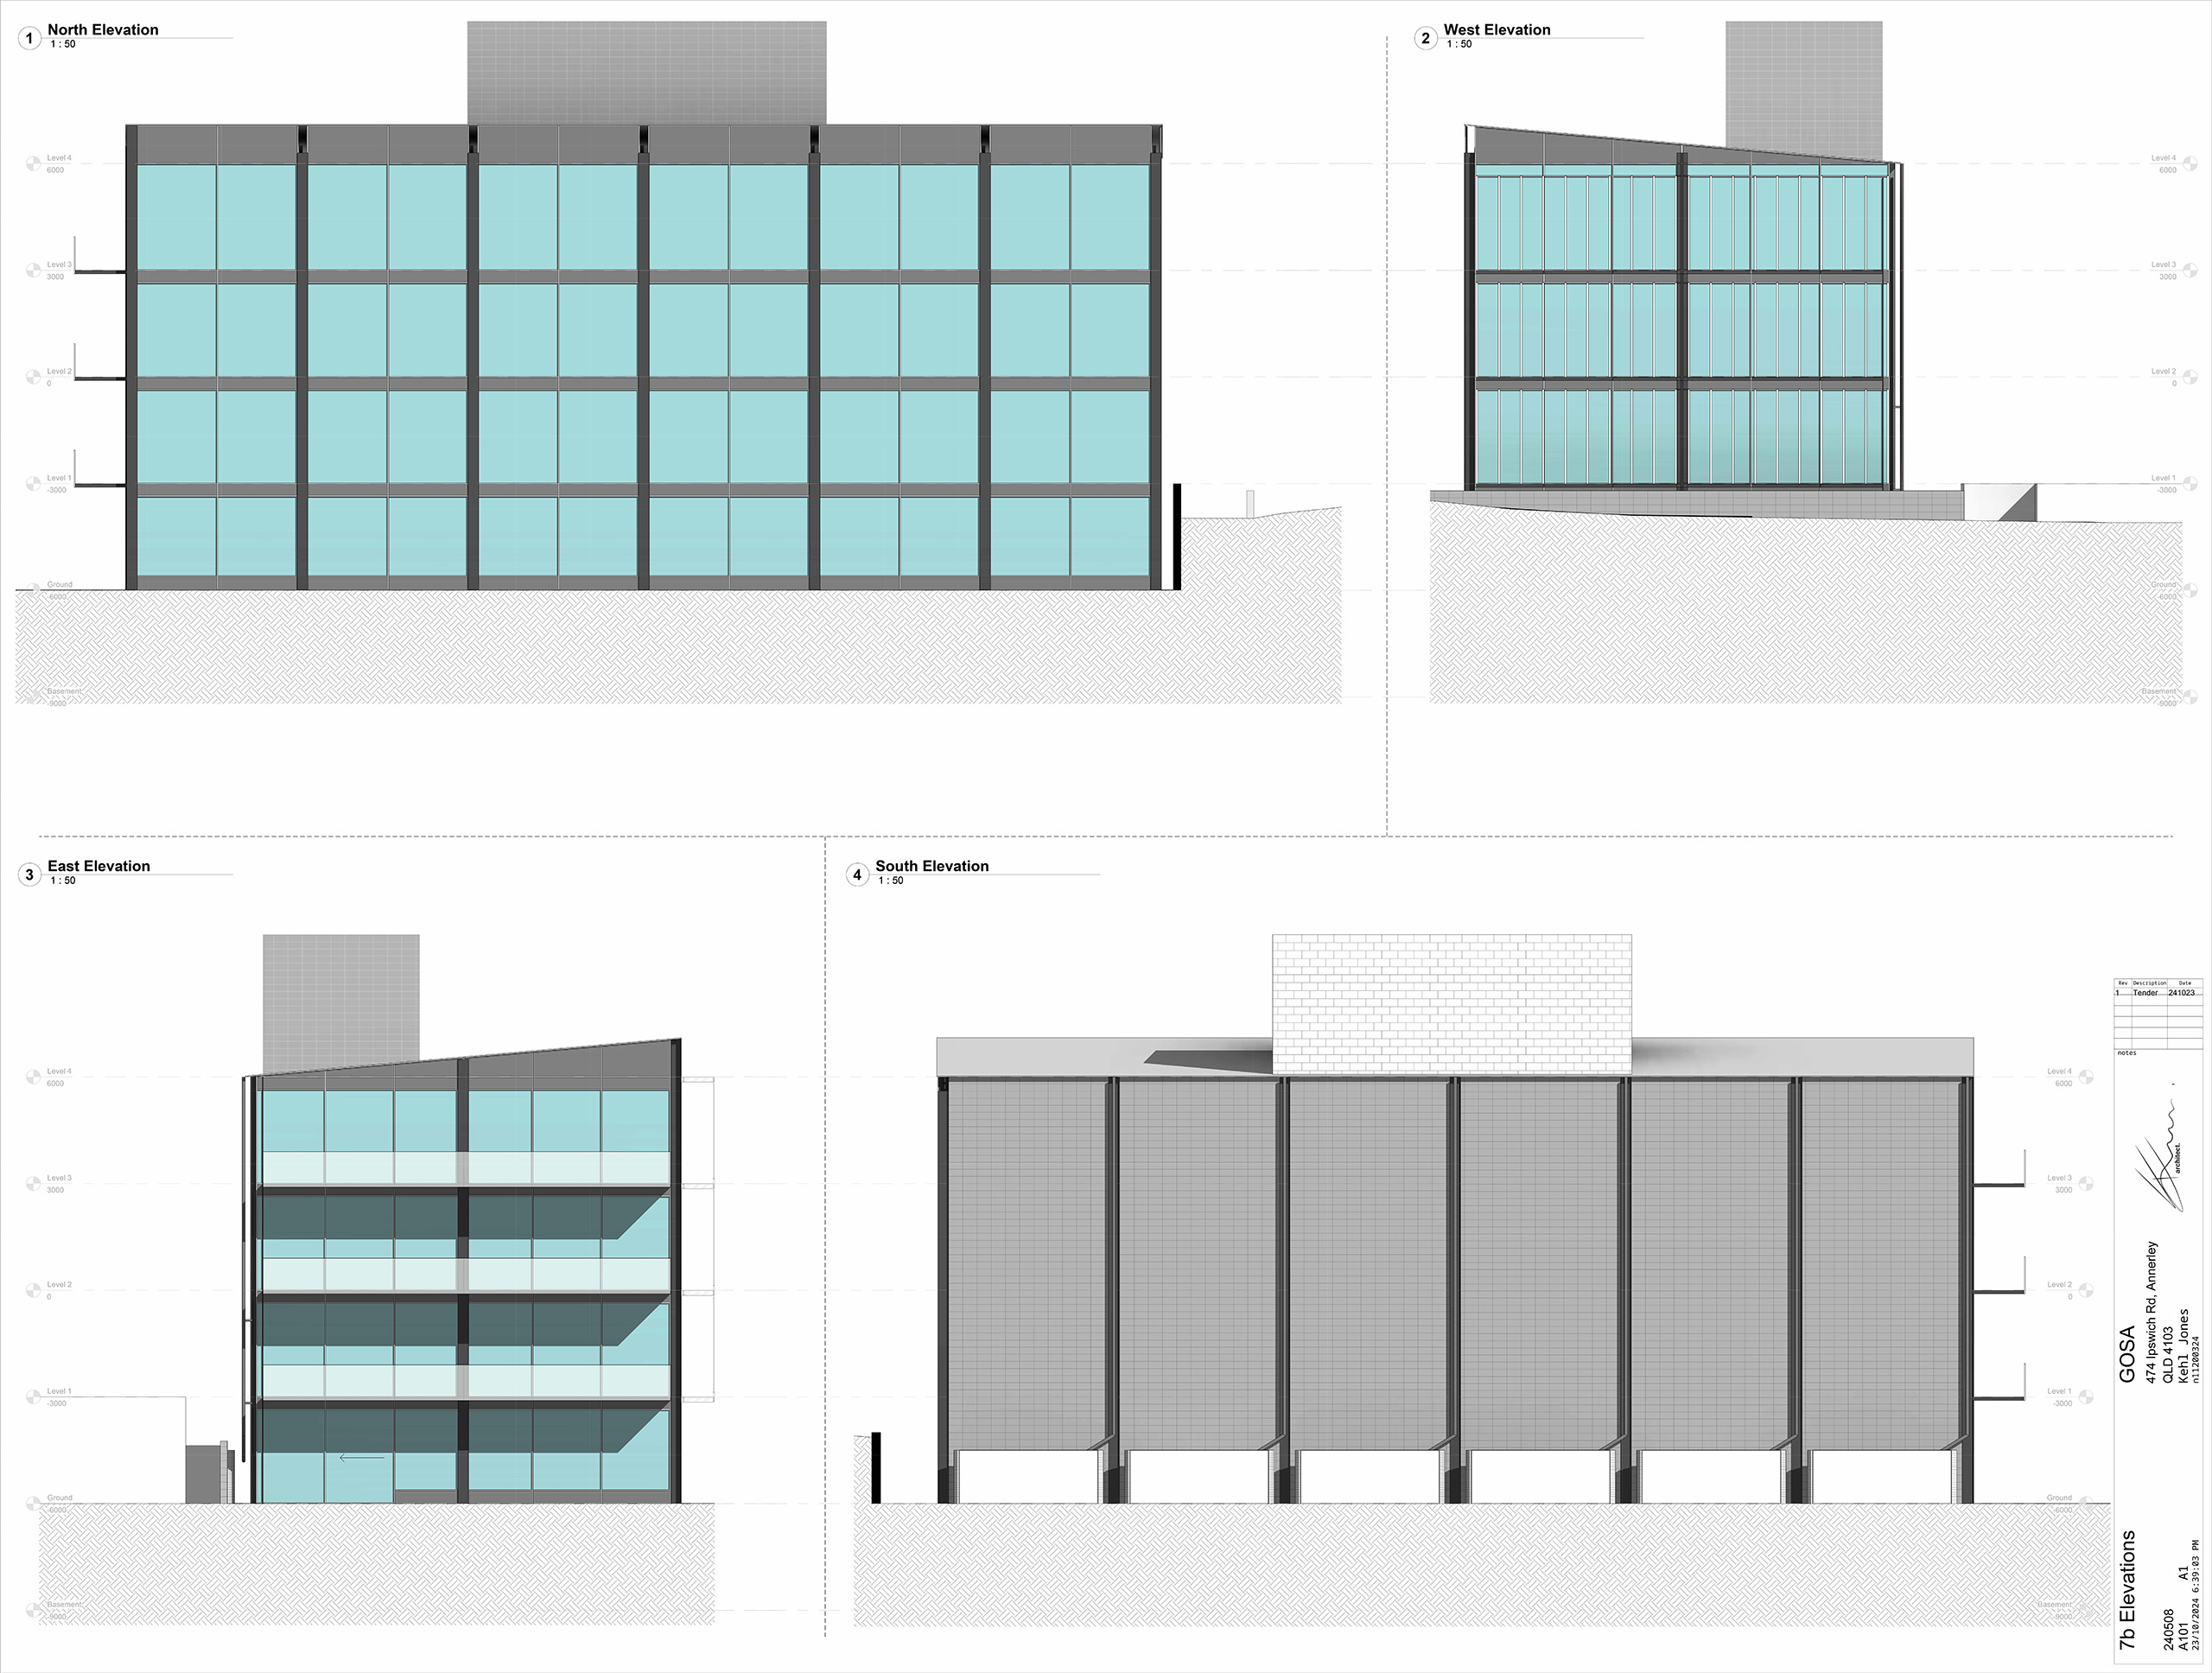 1 North Elevation
1 : 50
Level 4
6000
Level 3
3000
Level 2
0
Level 1
-3000
Ground
-6000
Basement
-9000
2 West Elevation
1 : 50
Level 4
6000
Level 3
3000
Level 2
0
Level 1
-3000
Ground
-6000
Basement
-9000
3 East Elevation
1 : 50
Level 4
6000
Level 3
3000
Level 2
0
Level 1
-3000
Ground
-6000
Basement
-9000
4 South Elevation
1 : 50
Level 4
6000
Level 3
3000
Level 2
0
Level 1
-3000
Ground
-6000
Basement
-9000
Rev Description Date
1 Tender 241023
notes
architect.
GOSA
474 Ipswich Rd, Annerley
QLD 4103
Kehl Jones
n11200324
7b Elevations
240508
A101 A1
23/10/2024 6:39:03 PM